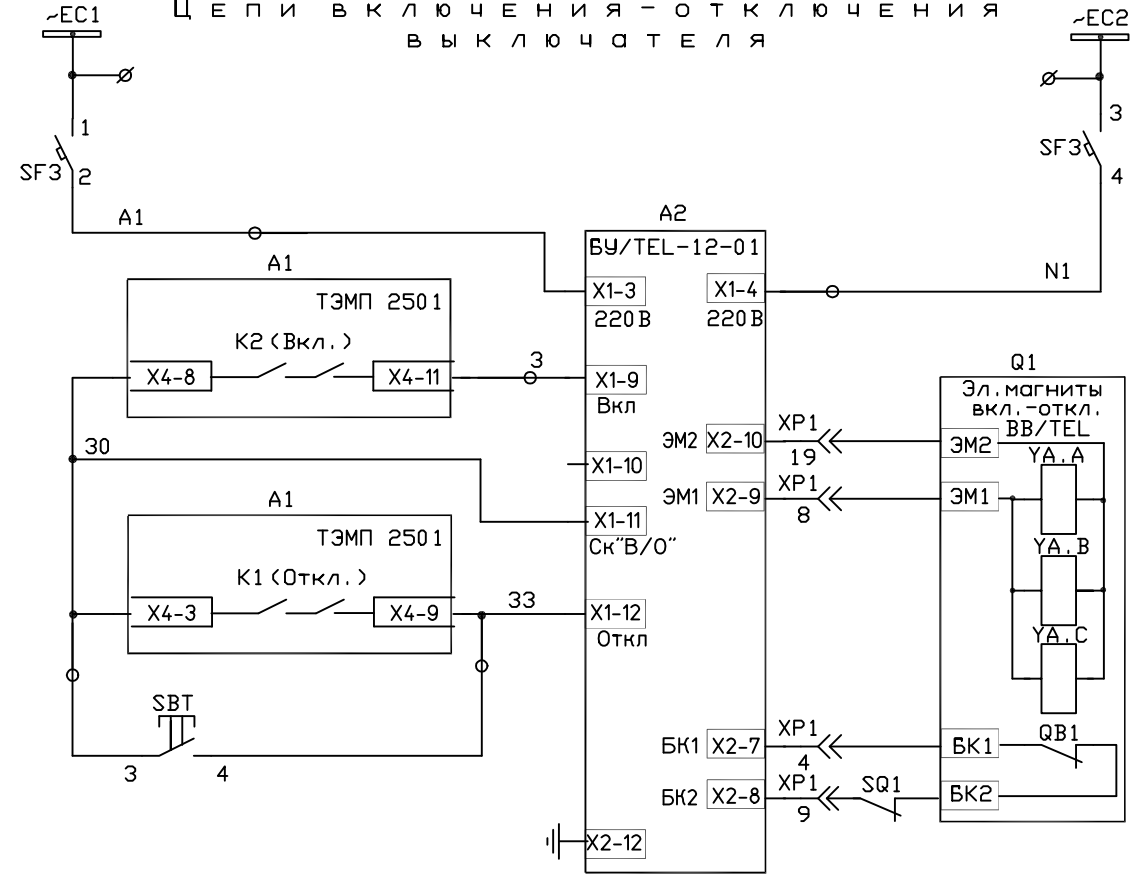 Цепи включения-отключения
выключателя
~EC1
~EC2
1
SF3
2
3
SF3
4
A1
A2
БУ/TEL-12-01
N1
X1-3
220В
X1-4
220В
A1
ТЭМП 2501
К2(Вкл.)
X4-8
X4-11
3
X1-9
Вкл
Q1
Эл.магниты
вкл.-откл.
BB/TEL
ЭМ2
X2-10
XP1
19
ЭМ2
YA.A
30
X1-10
ЭМ1
X2-9
XP1
8
ЭМ1
A1
ТЭМП 2501
X1-11
Ск"В/О"
YA.B
К1(Откл.)
X4-3
X4-9
33
X1-12
Откл
YA.C
SBT
3
4
БК1
X2-7
XP1
4
БК1
QB1
БК2
X2-8
XP1
9
SQ1
БК2
X2-12